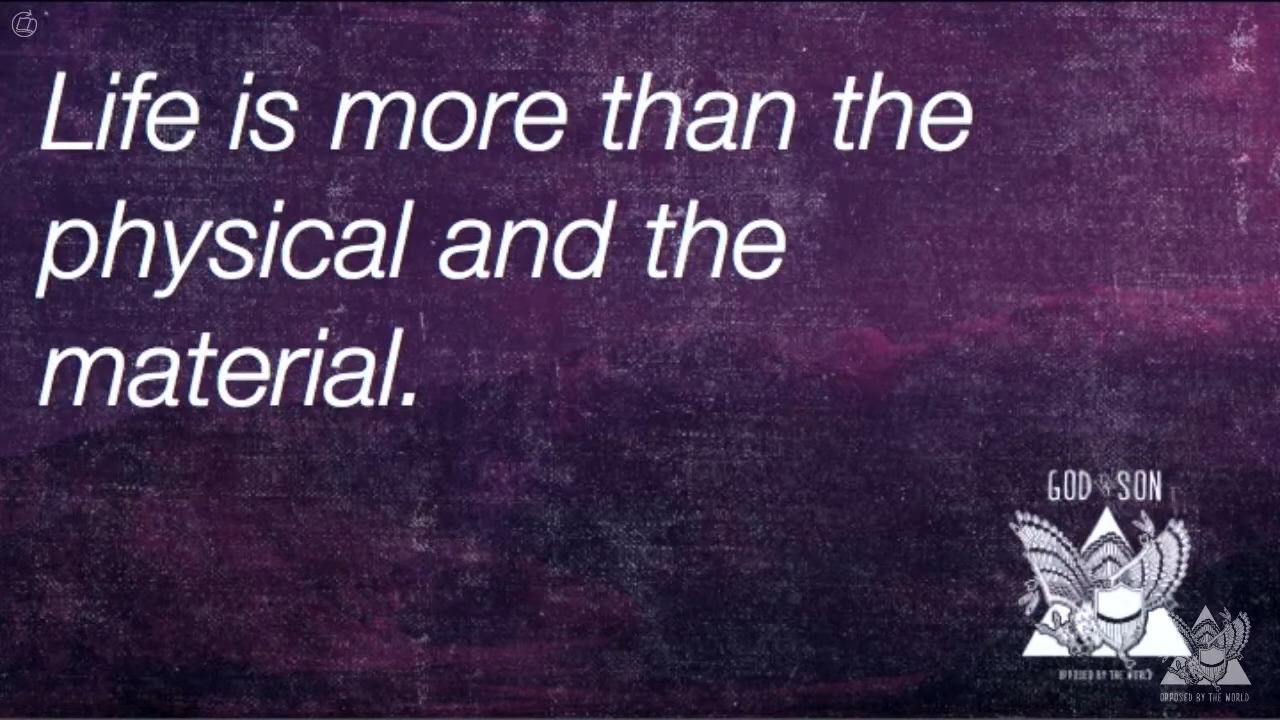 Life is more than the
physical and the
material.
GOD & SON
OPPOSED BY THE WORLD
OPPOSED BY THE WORLD